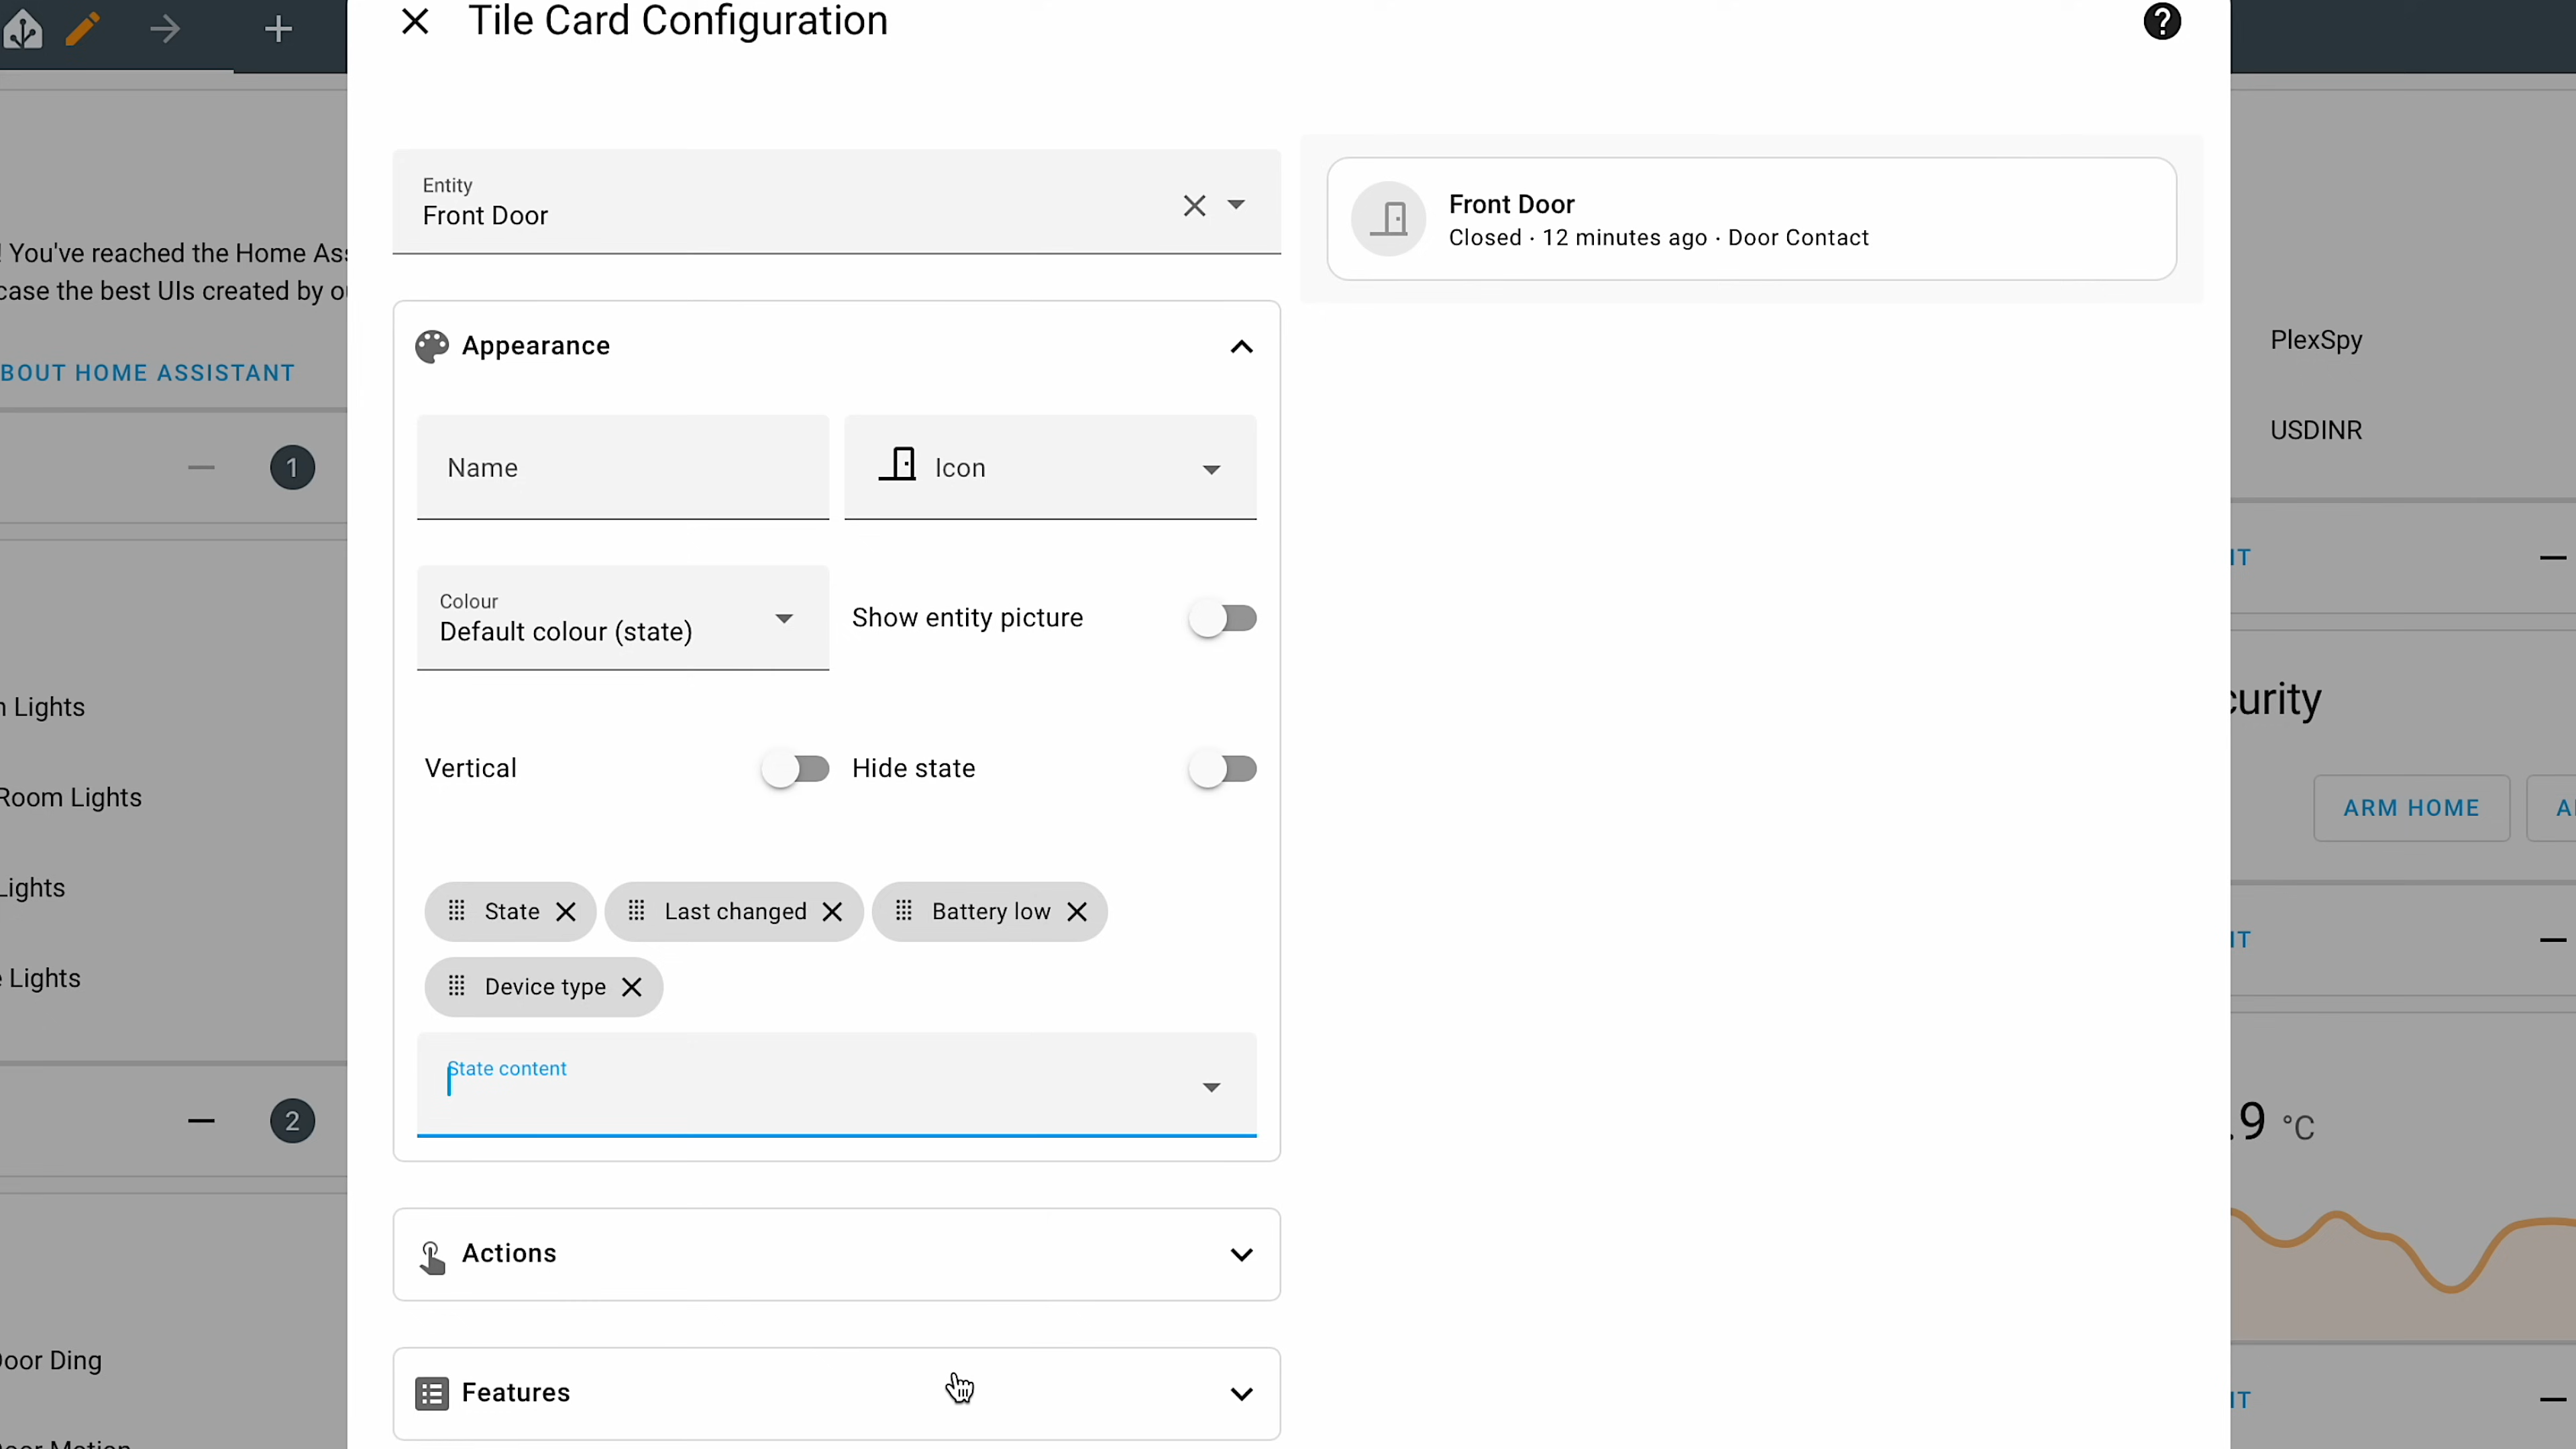 Tile Card Configuration
?
! You've reached the Home Ass
case the best UIs created by o
BOUT HOME ASSISTANT
1
Lights
Room Lights
Lights
Lights
2
Door Ding
Entity
Front Door
Appearance
Name
Icon
Colour
Default colour (state)
Show entity picture
Vertical
Hide state
State
Last changed
Battery low
Device type
State content
Actions
Features
Front Door
Closed · 12 minutes ago · Door Contact
PlexSpy
USDINR
IT
curity
ARM HOME
IT
.9 °C
IT